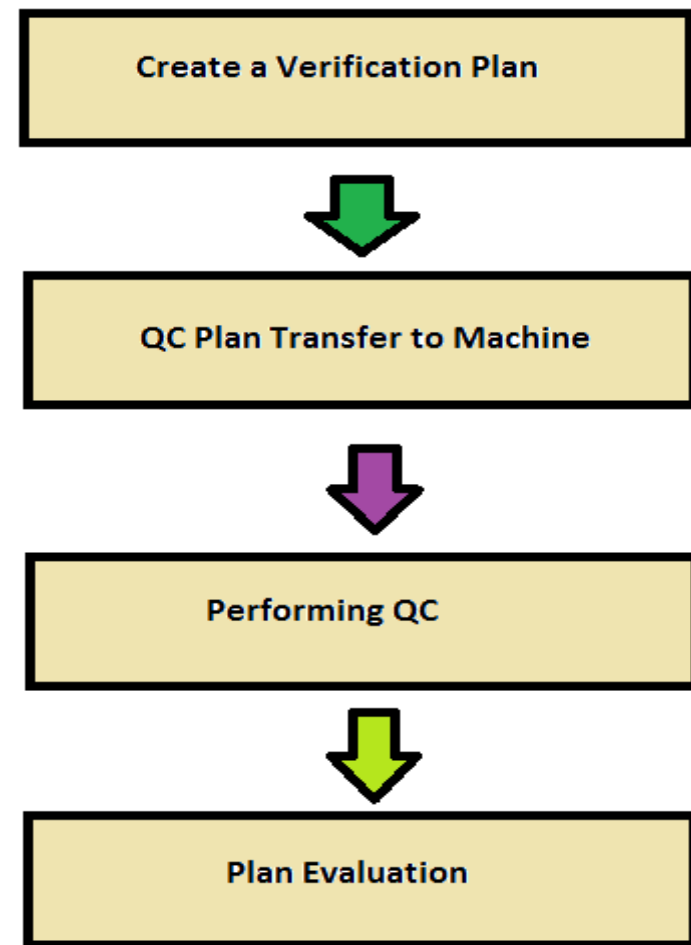 Create a Verification Plan
QC Plan Transfer to Machine
Performing QC
Plan Evaluation